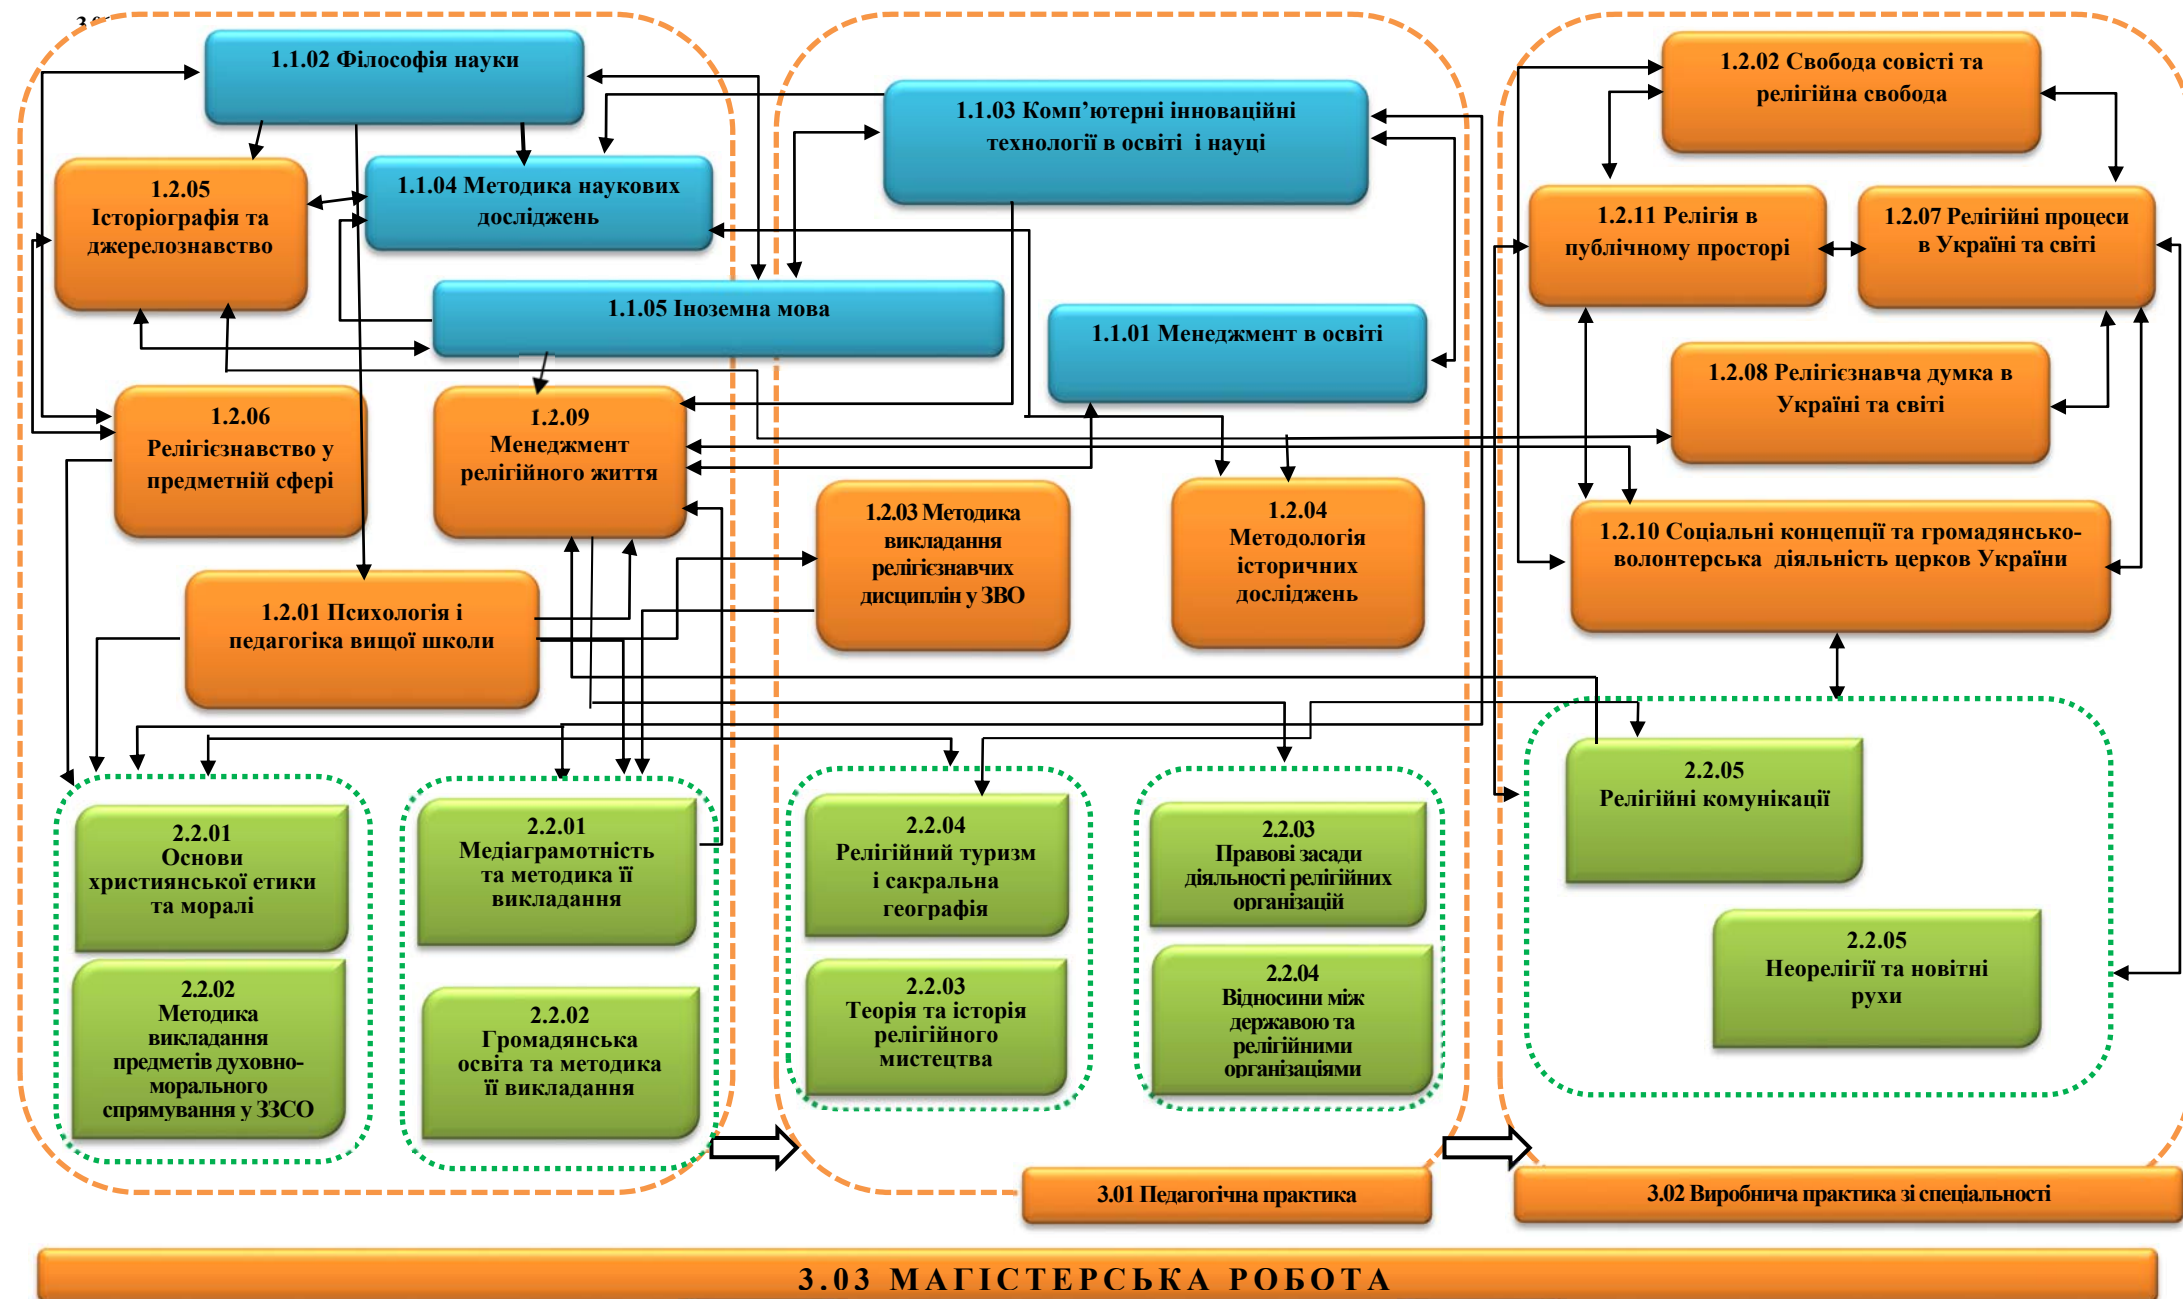 1.1.02 Філософія науки
1.2.05
Історіографія та
джерелознавство
1.1.04 Методика наукових
досліджень
1.1.05 Іноземна мова
1.2.06
Релігієзнавство у
предметній сфері
1.2.09
Менеджмент
релігійного життя
1.2.01 Психологія і
педагогіка вищої школи
2.2.01
Основи
християнської етики
та моралі
2.2.02
Методика
викладання
предметів духовно-
морального
спрямування у ЗЗСО
2.2.01
Медіаграмотність
та методика її
викладання
2.2.02
Громадянська
освіта та методика
її викладання
1.1.03 Комп’ютерні інноваційні
технології в освіті і науці
1.1.01 Менеджмент в освіті
1.2.03 Методика
викладання
релігієзнавчих
дисциплін у ЗВО
1.2.04
Методологія
історичних
досліджень
2.2.04
Релігійний туризм
і сакральна
географія
2.2.03
Теорія та історія
релігійного
мистецтва
2.2.03
Правові засади
діяльності релігійних
організацій
2.2.04
Відносини між
державою та
релігійними
організаціями
3.01 Педагогічна практика
1.2.02 Свобода совісті та
релігійна свобода
1.2.11 Релігія в
публічному просторі
1.2.07 Релігійні процеси
в Україні та світі
1.2.08 Релігієзнавча думка в
Україні та світі
1.2.10 Соціальні концепції та громадянсько-
волонтерська діяльність церков України
2.2.05
Релігійні комунікації
2.2.05
Неорелігії та новітні
рухи
3.02 Виробнича практика зі спеціальності
3.03 МАГІСТЕРСЬКА РОБОТА